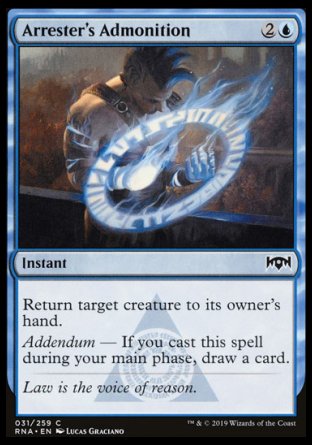 Arrester's Admonition 2
Instant
Return target creature to its owner's
hand.
Addendum — If you cast this spell
during your main phase, draw a card.
Law is the voice of reason.
031/259 C
RNA • EN Lucas Graciano
™ & © 2019 Wizards of the Coast